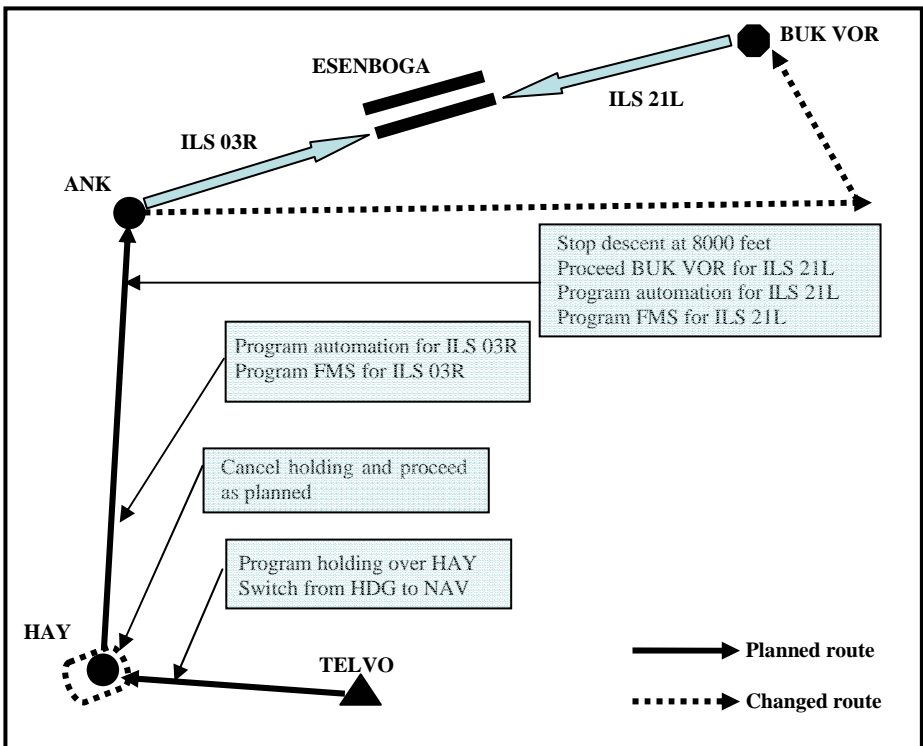 BUK VOR
ESENBOGA
ILS 21L
ILS 03R
ANK
Stop descent at 8000 feet
Proceed BUK VOR for ILS 21L
Program automation for ILS 21L
Program FMS for ILS 21L
Program automation for ILS 03R
Program FMS for ILS 03R
Cancel holding and proceed
as planned
Program holding over HAY
Switch from HDG to NAV
HAY
TELVO
Planned route
Changed route